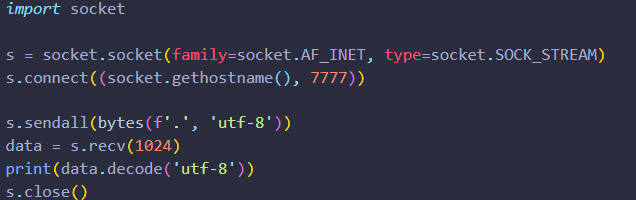 import socket
s = socket.socket(family=socket.AF_INET, type=socket.SOCK_STREAM)
s.connect((socket.gethostname(), 7777))
s.sendall(bytes(f'.', 'utf-8'))
data = s.recv(1024)
print(data.decode('utf-8'))
s.close()